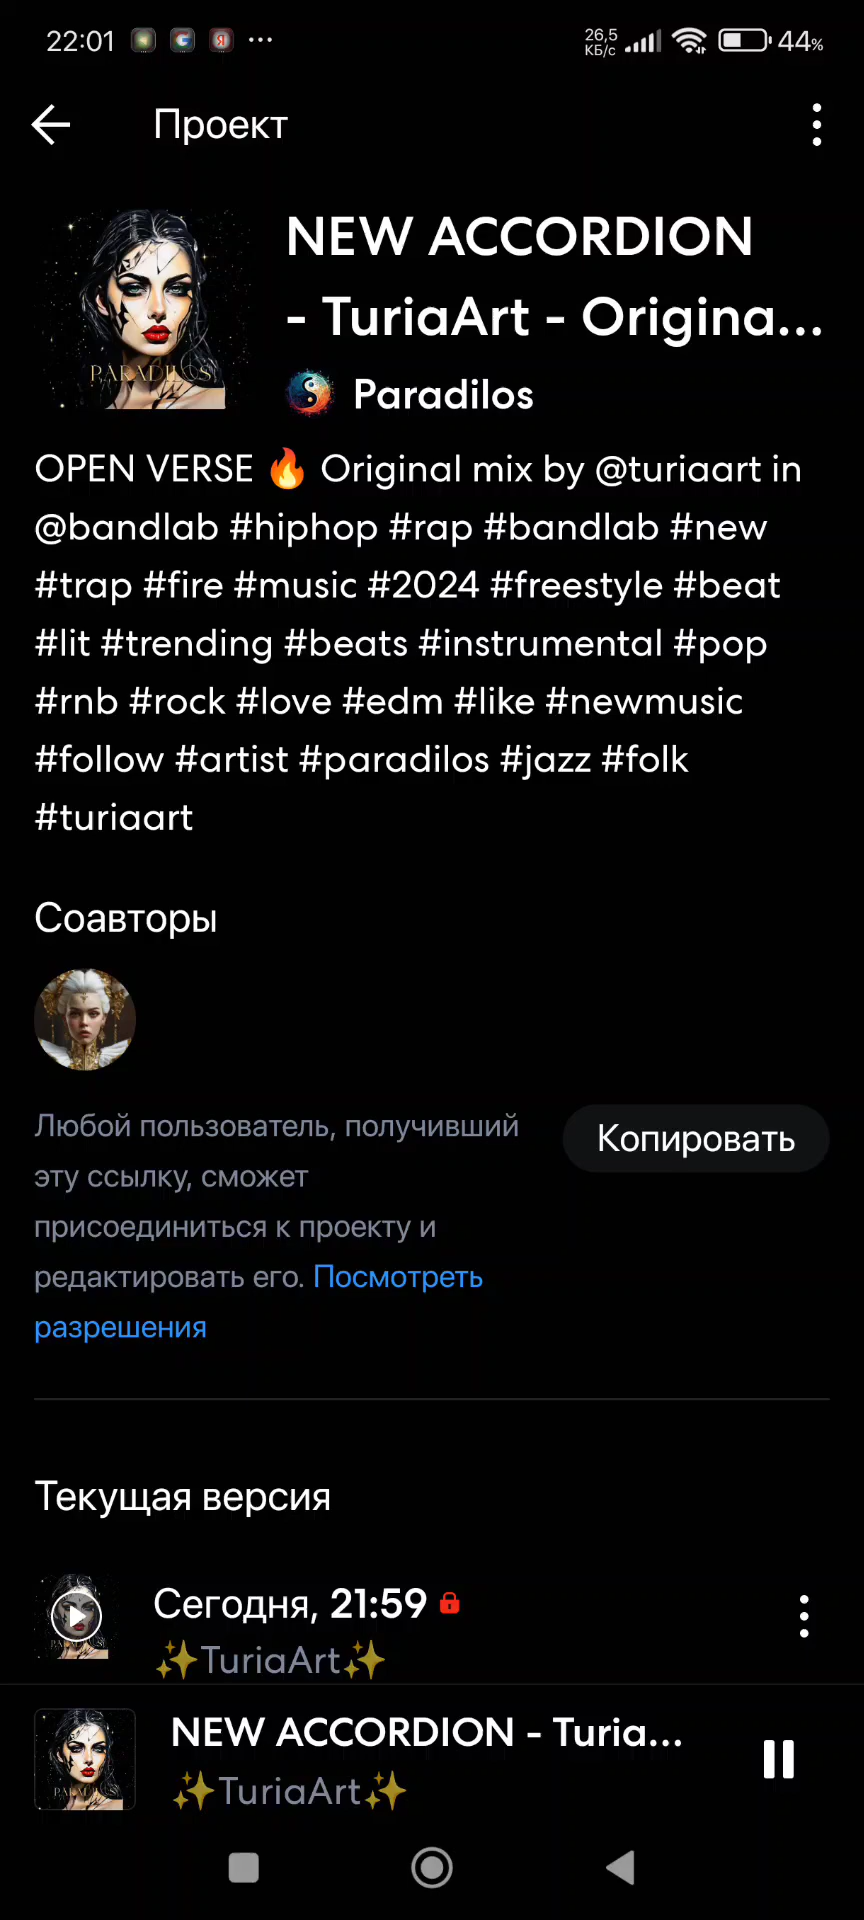 22:01
26,5
КБ/с
44%
Проект
NEW ACCORDION
- TuriaArt - Origina...
PARADILOS
Paradilos
OPEN VERSE 🔥 Original mix by @turiaart in
@bandlab #hiphop #rap #bandlab #new
#trap #fire #music #2024 #freestyle #beat
#lit #trending #beats #instrumental #pop
#rnb #rock #love #edm #like #newmusic
#follow #artist #paradilos #jazz #folk
#turiaart
Соавторы
Любой пользователь, получивший
эту ссылку, сможет
присоединиться к проекту и
редактировать его. Посмотреть
разрешения
Копировать
Текущая версия
Сегодня, 21:59
✨TuriaArt✨
NEW ACCORDION - Turia...
✨TuriaArt✨